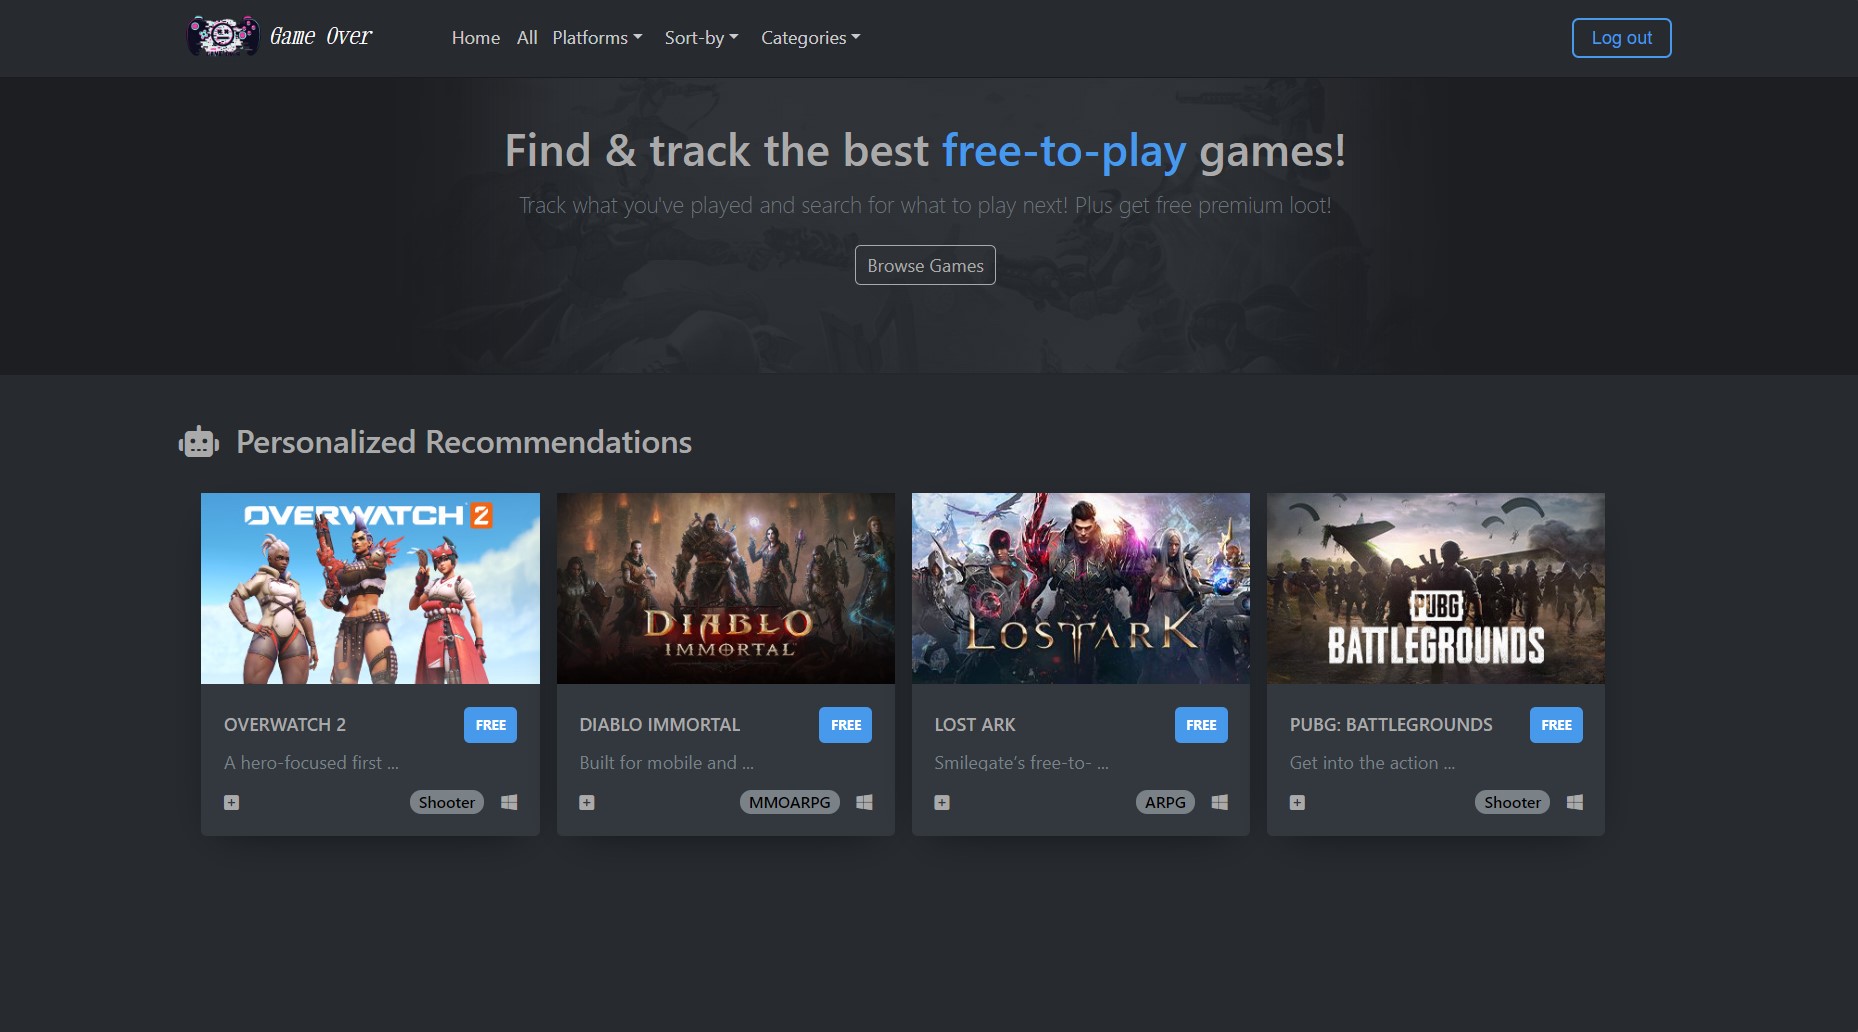 Game Over
Home All Platforms Sort-by Categories
Log out
Find & track the best free-to-play games!
Track what you've played and search for what to play next! Plus get free premium loot!
Browse Games
Personalized Recommendations
OVERWATCH 2
DIABLO
IMMORTAL
LOST ARK
PUBG
BATTLEGROUNDS
OVERWATCH 2 FREE
A hero-focused first ...
Shooter
DIABLO IMMORTAL FREE
Built for mobile and ...
MMOARPG
LOST ARK FREE
Smilegate’s free-to- ...
ARPG
PUBG: BATTLEGROUNDS FREE
Get into the action ...
Shooter